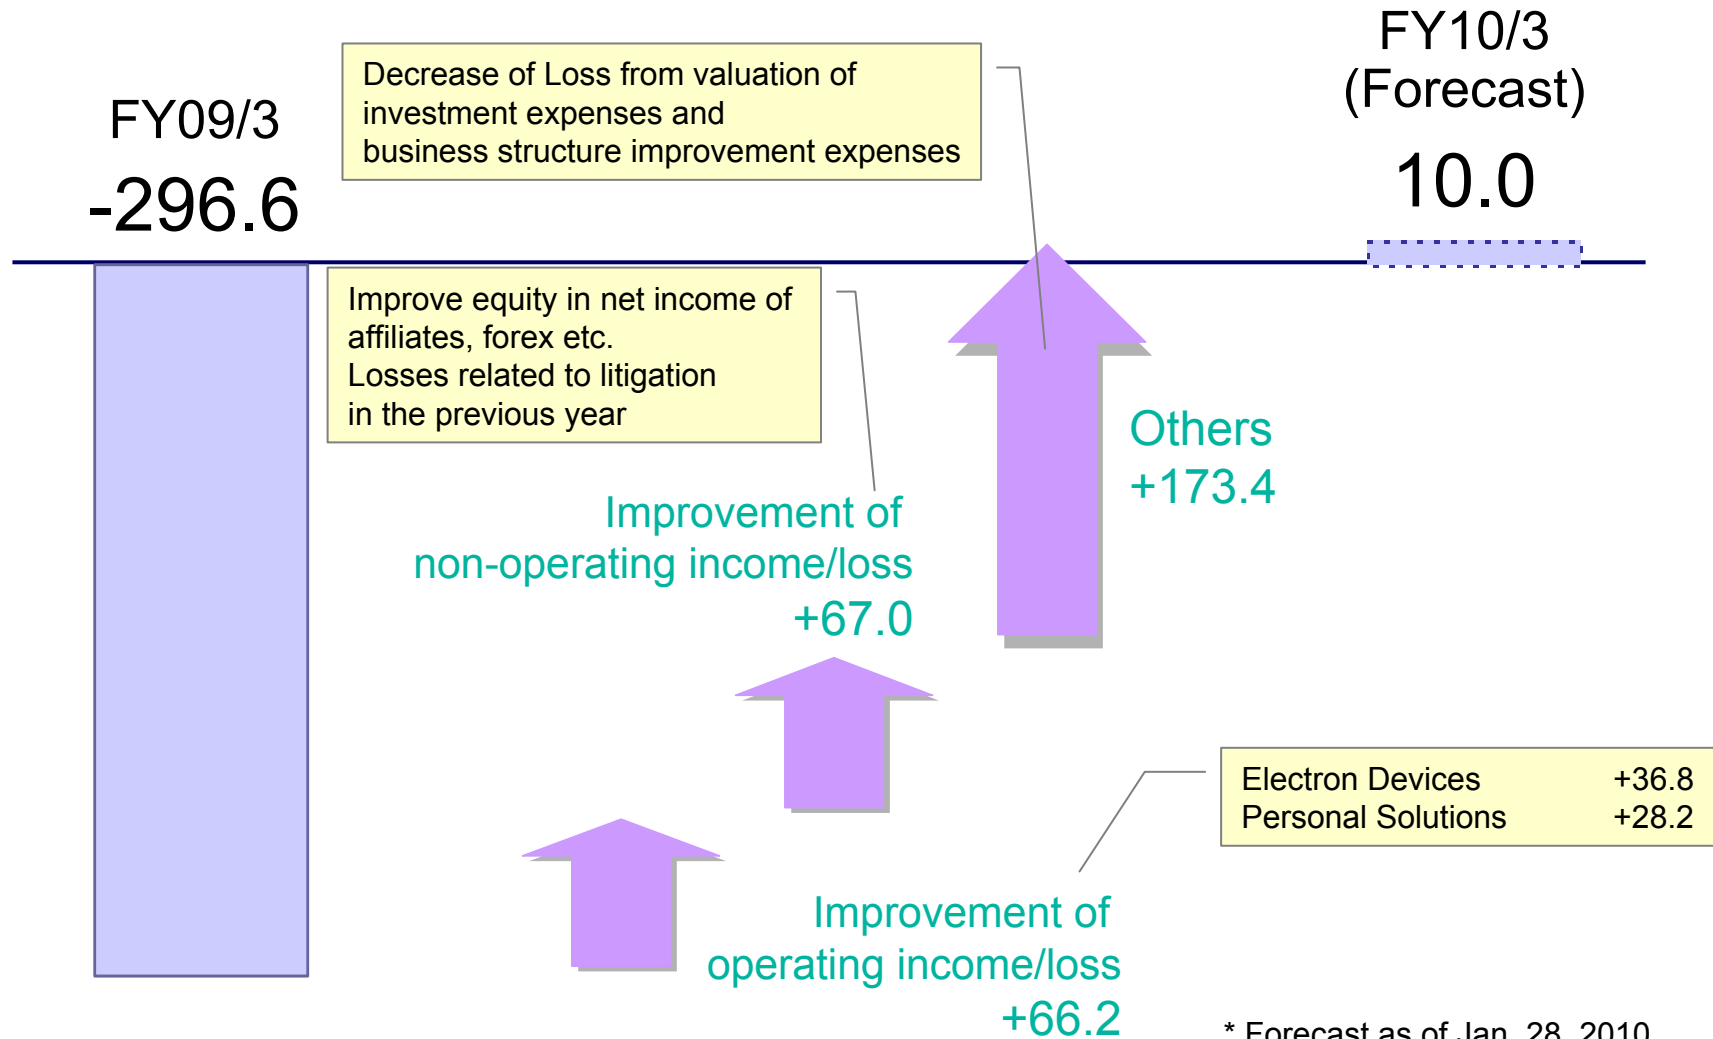 FY09/3
-296.6
Decrease of Loss from valuation of
investment expenses and
business structure improvement expenses
FY10/3
(Forecast)
10.0
Improve equity in net income of
affiliates, forex etc.
Losses related to litigation
in the previous year
Others
+173.4
Improvement of
non-operating income/loss
+67.0
Electron Devices +36.8
Personal Solutions +28.2
Improvement of
operating income/loss
+66.2
* Forecast as of Jan. 28, 2010